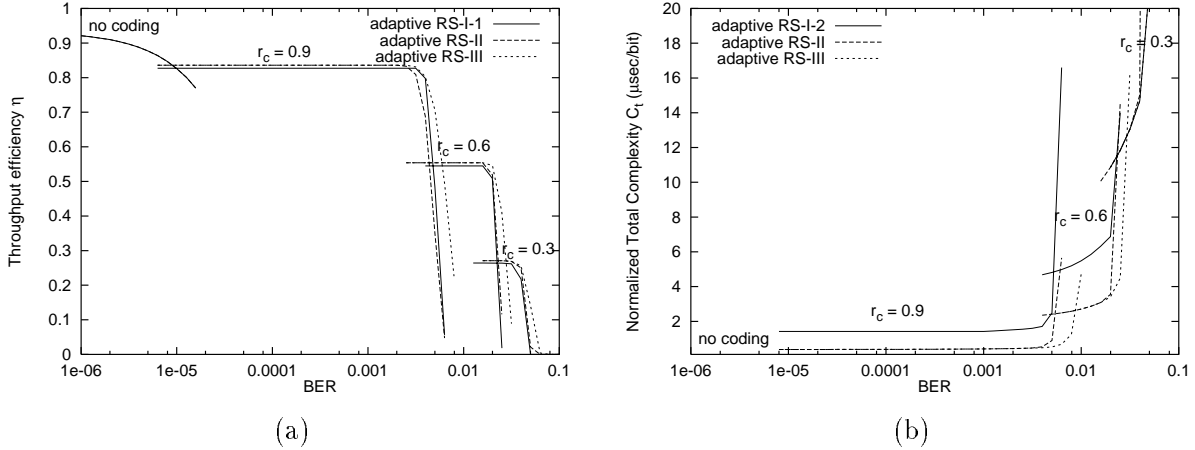 Throughput efficiency η
1
0.9
0.8
0.7
0.6
0.5
0.4
0.3
0.2
0.1
0
no coding
r_c = 0.9
adaptive RS-I-1
adaptive RS-II
adaptive RS-III
r_c = 0.6
r_c = 0.3
1e-06 1e-05 0.0001 0.001 0.01 0.1
BER
(a)
Normalized Total Complexity C_t (μsec/bit)
20
18
16
14
12
10
8
6
4
2
adaptive RS-I-2
adaptive RS-II
adaptive RS-III
r_c = 0.3
r_c = 0.6
r_c = 0.9
no coding
1e-06 1e-05 0.0001 0.001 0.01 0.1
BER
(b)